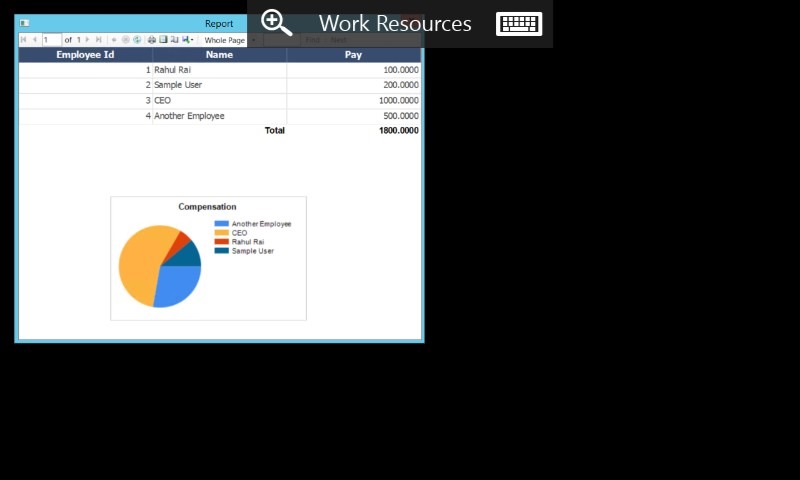 Report
Work Resources
1 of 1 Whole Page Find Next
Employee Id Name Pay
1 Rahul Rai 100.0000
2 Sample User 200.0000
3 CEO 1000.0000
4 Another Employee 500.0000
Total 1800.0000
Compensation
Another Employee
CEO
Rahul Rai
Sample User